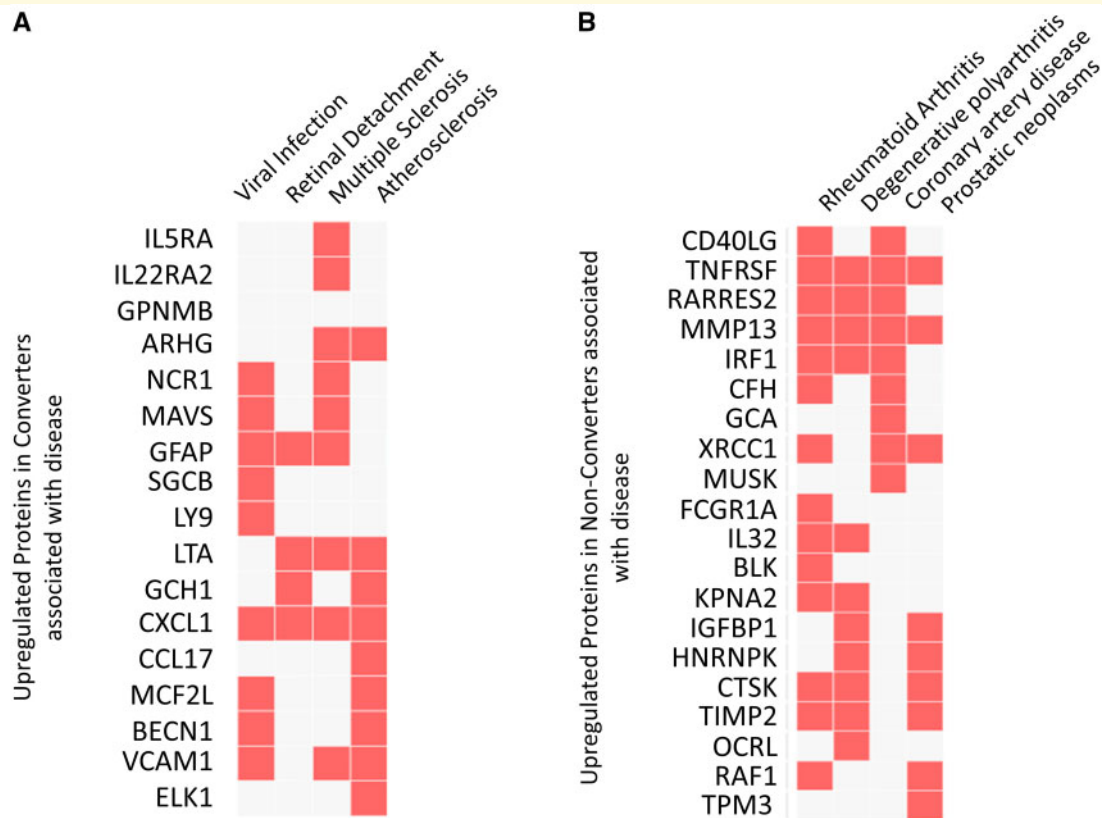 A
Viral Infection
Retinal Detachment
Multiple Sclerosis
Atherosclerosis
Upregulated Proteins in Converters
associated with disease
IL5RA
IL22RA2
GPNMB
ARHG
NCR1
MAVS
GFAP
SGCB
LY9
LTA
GCH1
CXCL1
CCL17
MCF2L
BECN1
VCAM1
ELK1
B
Rheumatoid Arthritis
Degenerative polyarthritis
Coronary artery disease
Prostatic neoplasms
Upregulated Proteins in Non-Converters associated
with disease
CD40LG
TNFRSF
RARRES2
MMP13
IRF1
CFH
GCA
XRCC1
MUSK
FCGR1A
IL32
BLK
KPNA2
IGFBP1
HNRNPK
CTSK
TIMP2
OCRL
RAF1
TPM3